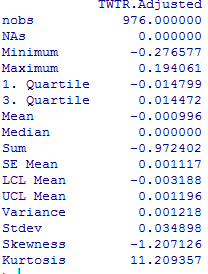 TWTR.Adjusted
nobs 976.000000
NAs 0.000000
Minimum -0.276577
Maximum 0.194061
1. Quartile -0.014799
3. Quartile 0.014472
Mean -0.000996
Median 0.000000
Sum -0.972402
SE Mean 0.001117
LCL Mean -0.003188
UCL Mean 0.001196
Variance 0.001218
Stdev 0.034898
Skewness -1.207126
Kurtosis 11.209357